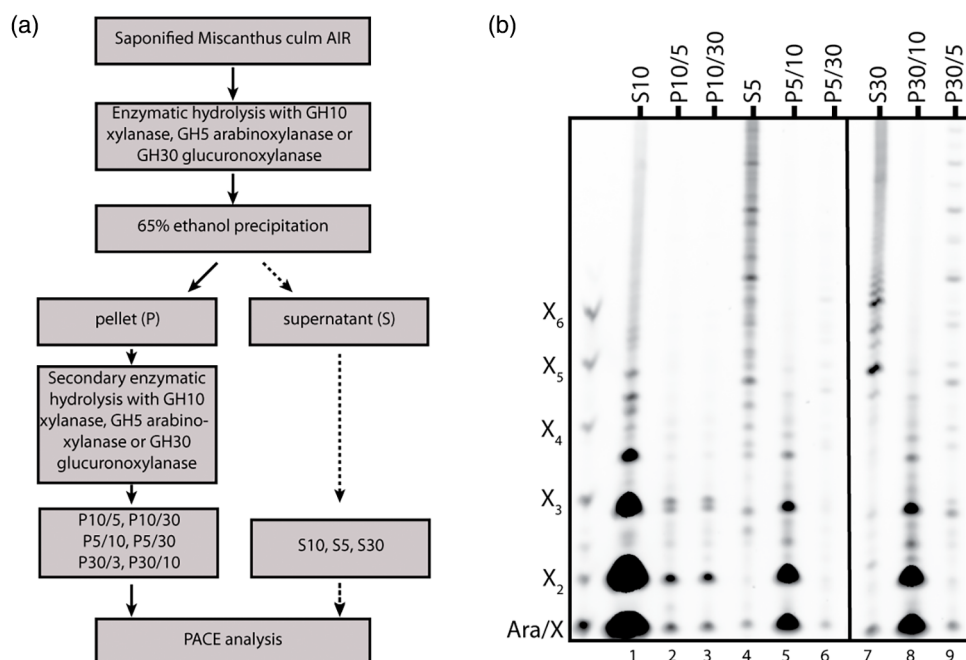 (a)
Saponified Miscanthus culm AIR
Enzymatic hydrolysis with GH10
xylanase, GH5 arabinoxylanase or
GH30 glucuronoxylanase
65% ethanol precipitation
pellet (P)
supernatant (S)
Secondary enzymatic
hydrolysis with GH10
xylanase, GH5 arabino-
xylanase or GH30
glucuronoxylanase
P10/5, P10/30
P5/10, P5/30
P30/3, P30/10
S10, S5, S30
PACE analysis
(b)
S10
P10/5
P10/30
S5
P5/10
P5/30
S30
P30/10
P30/5
X6
X5
X4
X3
X2
Ara/X
1 2 3 4 5 6 7 8 9